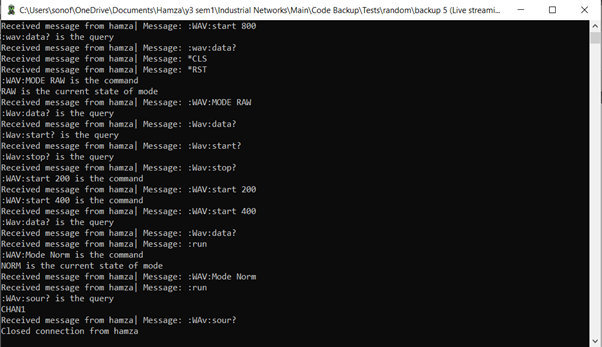 C:\Users\sonof\OneDrive\Documents\Hamza\y3 sem1\Industrial Networks\Main\Code Backup\Tests\random\backup 5 (Live streami...
Received message from hamza| Message: :WAV:start 800
:wav:data? is the query
Received message from hamza| Message: :wav:data?
Received message from hamza| Message: *CLS
Received message from hamza| Message: *RST
:WAV:MODE RAW is the command
RAW is the current state of mode
Received message from hamza| Message: :WAV:MODE RAW
:Wav:data? is the query
Received message from hamza| Message: :Wav:data?
:Wav:start? is the query
Received message from hamza| Message: :Wav:start?
:Wav:stop? is the query
Received message from hamza| Message: :Wav:stop?
:WAV:start 200 is the command
Received message from hamza| Message: :WAV:start 200
:WAV:start 400 is the command
Received message from hamza| Message: :WAV:start 400
:Wav:data? is the query
Received message from hamza| Message: :Wav:data?
Received message from hamza| Message: :run
:WAV:Mode Norm is the command
NORM is the current state of mode
Received message from hamza| Message: :WAV:Mode Norm
Received message from hamza| Message: :run
:WAv:sour? is the query
CHAN1
Received message from hamza| Message: :WAv:sour?
Closed connection from hamza